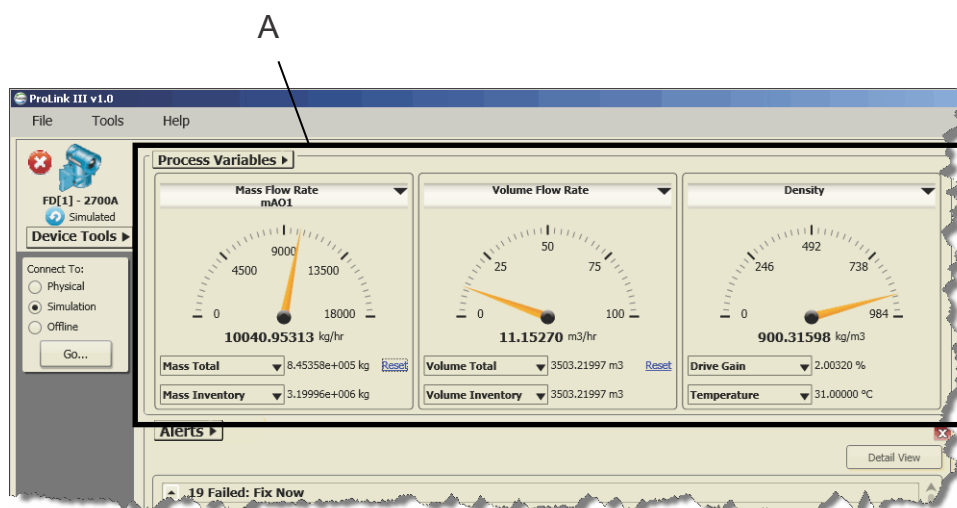 A
ProLink III v1.0
File Tools Help
FD[1] - 2700A
Simulated
Device Tools
Connect To:
Physical
Simulation
Offline
Go...
Process Variables
Mass Flow Rate
mAO1
0 4500 9000 13500 18000
10040.95313 kg/hr
Mass Total 8.45358e+005 kg Reset
Mass Inventory 3.19996e+006 kg
Volume Flow Rate
0 25 50 75 100
11.15270 m3/hr
Volume Total 3503.21997 m3 Reset
Volume Inventory 3503.21997 m3
Density
0 246 492 738 984
900.31598 kg/m3
Drive Gain 2.00320 %
Temperature 31.00000 °C
Alerts
Detail View
19 Failed: Fix Now